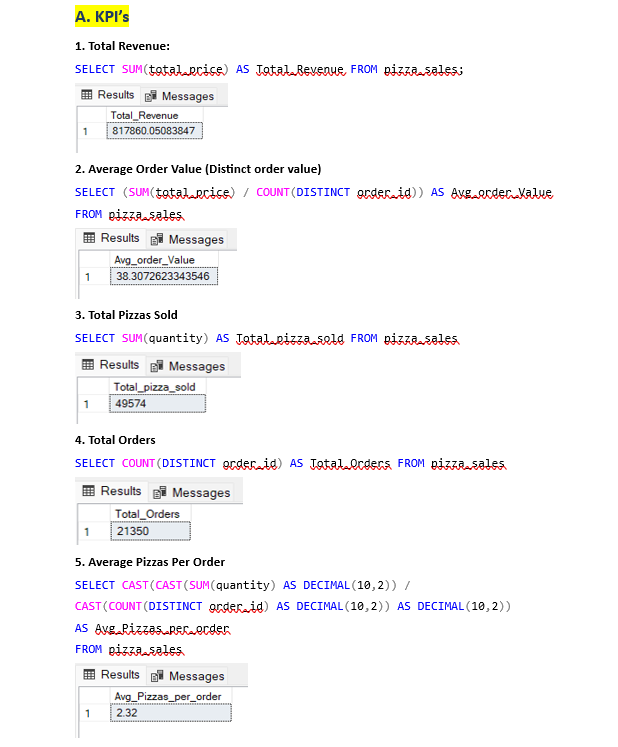 A. KPI’s
1. Total Revenue:
SELECT SUM(total_price) AS Total_Revenue FROM pizza_sales;
Results Messages
Total_Revenue
1 817860.05083847
2. Average Order Value (Distinct order value)
SELECT (SUM(total_price) / COUNT(DISTINCT order_id)) AS Avg_order_Value
FROM pizza_sales
Results Messages
Avg_order_Value
1 38.3072623343546
3. Total Pizzas Sold
SELECT SUM(quantity) AS Total_pizza_sold FROM pizza_sales
Results Messages
Total_pizza_sold
1 49574
4. Total Orders
SELECT COUNT(DISTINCT order_id) AS Total_Orders FROM pizza_sales
Results Messages
Total_Orders
1 21350
5. Average Pizzas Per Order
SELECT CAST(CAST(SUM(quantity) AS DECIMAL(10,2)) /
CAST(COUNT(DISTINCT order_id) AS DECIMAL(10,2)) AS DECIMAL(10,2))
AS Avg_Pizzas_per_order
FROM pizza_sales
Results Messages
Avg_Pizzas_per_order
1 2.32